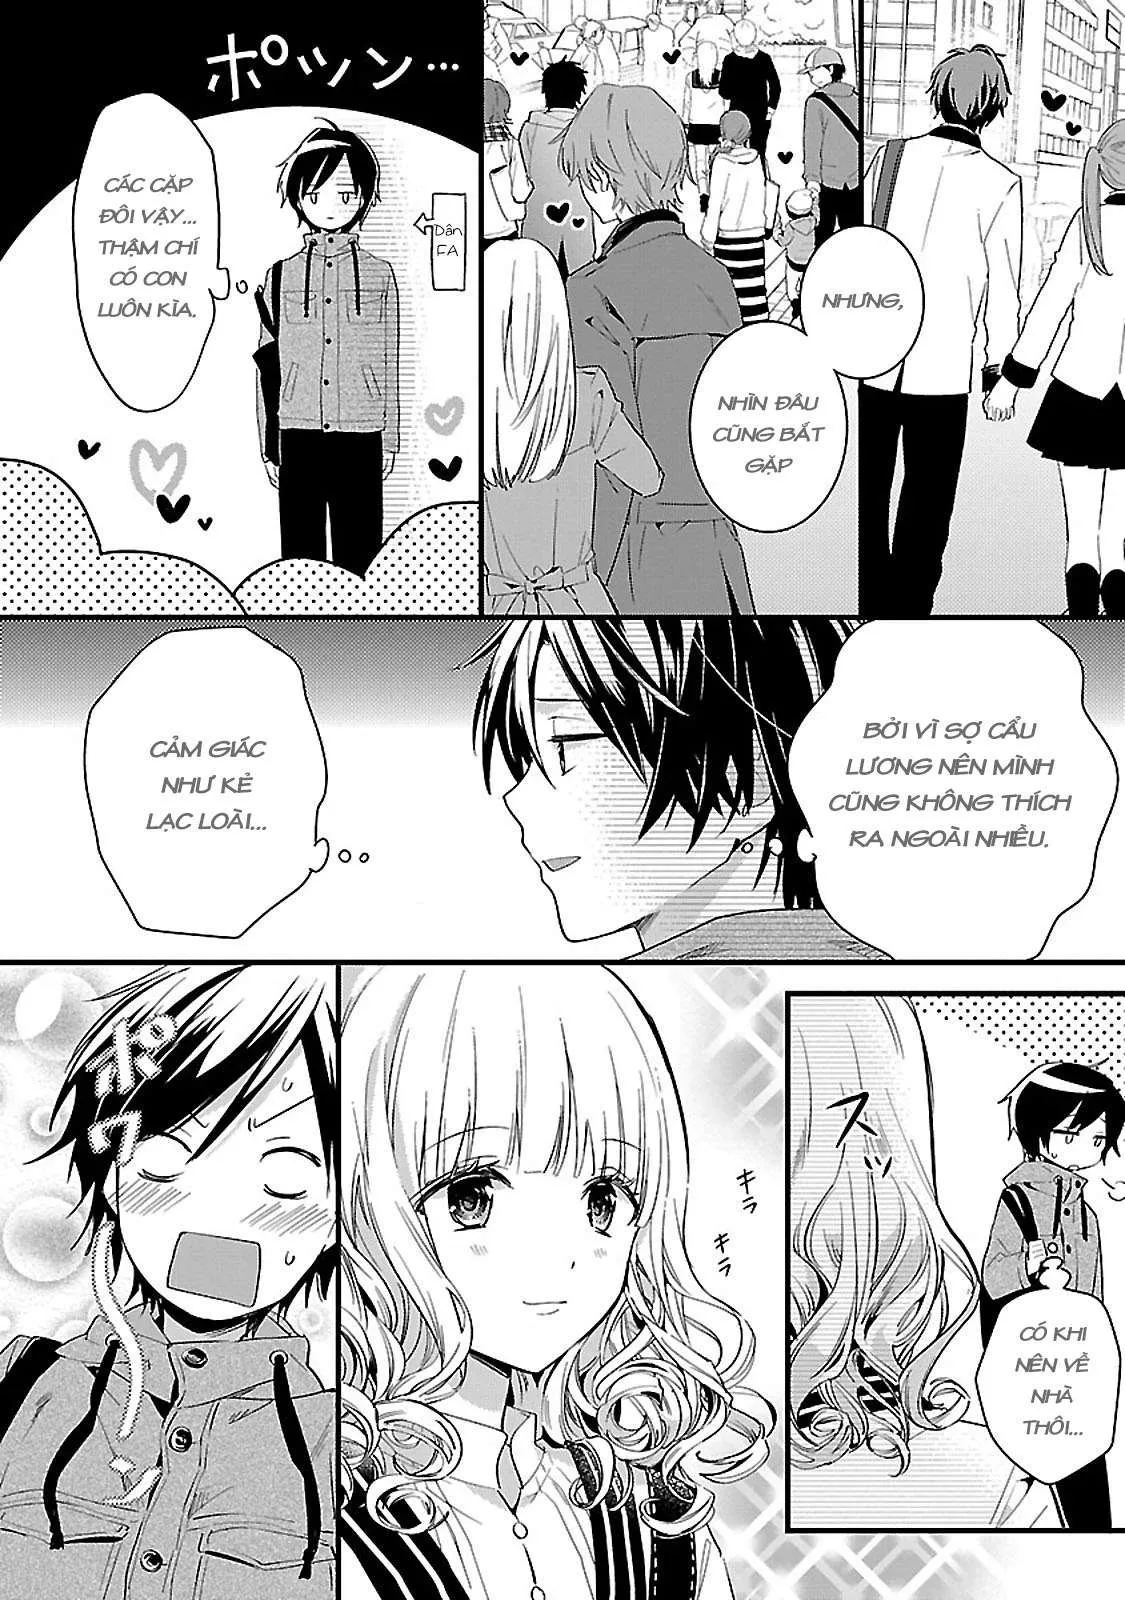 NHƯNG,
NHÌN ĐÂU
CŨNG BẮT
GẶP
ポツン…
CÁC CẶP
ĐÔI VẬY...
THẬM CHÍ
CÓ CON
LUÔN KÌA.
Dân
FA
BỞI VÌ SỢ CẨU
LƯƠNG NÊN MÌNH
CŨNG KHÔNG THÍCH
RA NGOÀI NHIỀU.
CẢM GIÁC
NHƯ KẺ
LẠC LOÀI...
スッ
CÓ KHI
NÊN VỀ
NHÀ
THÔI...
キラ
キラ
ポワ
ン